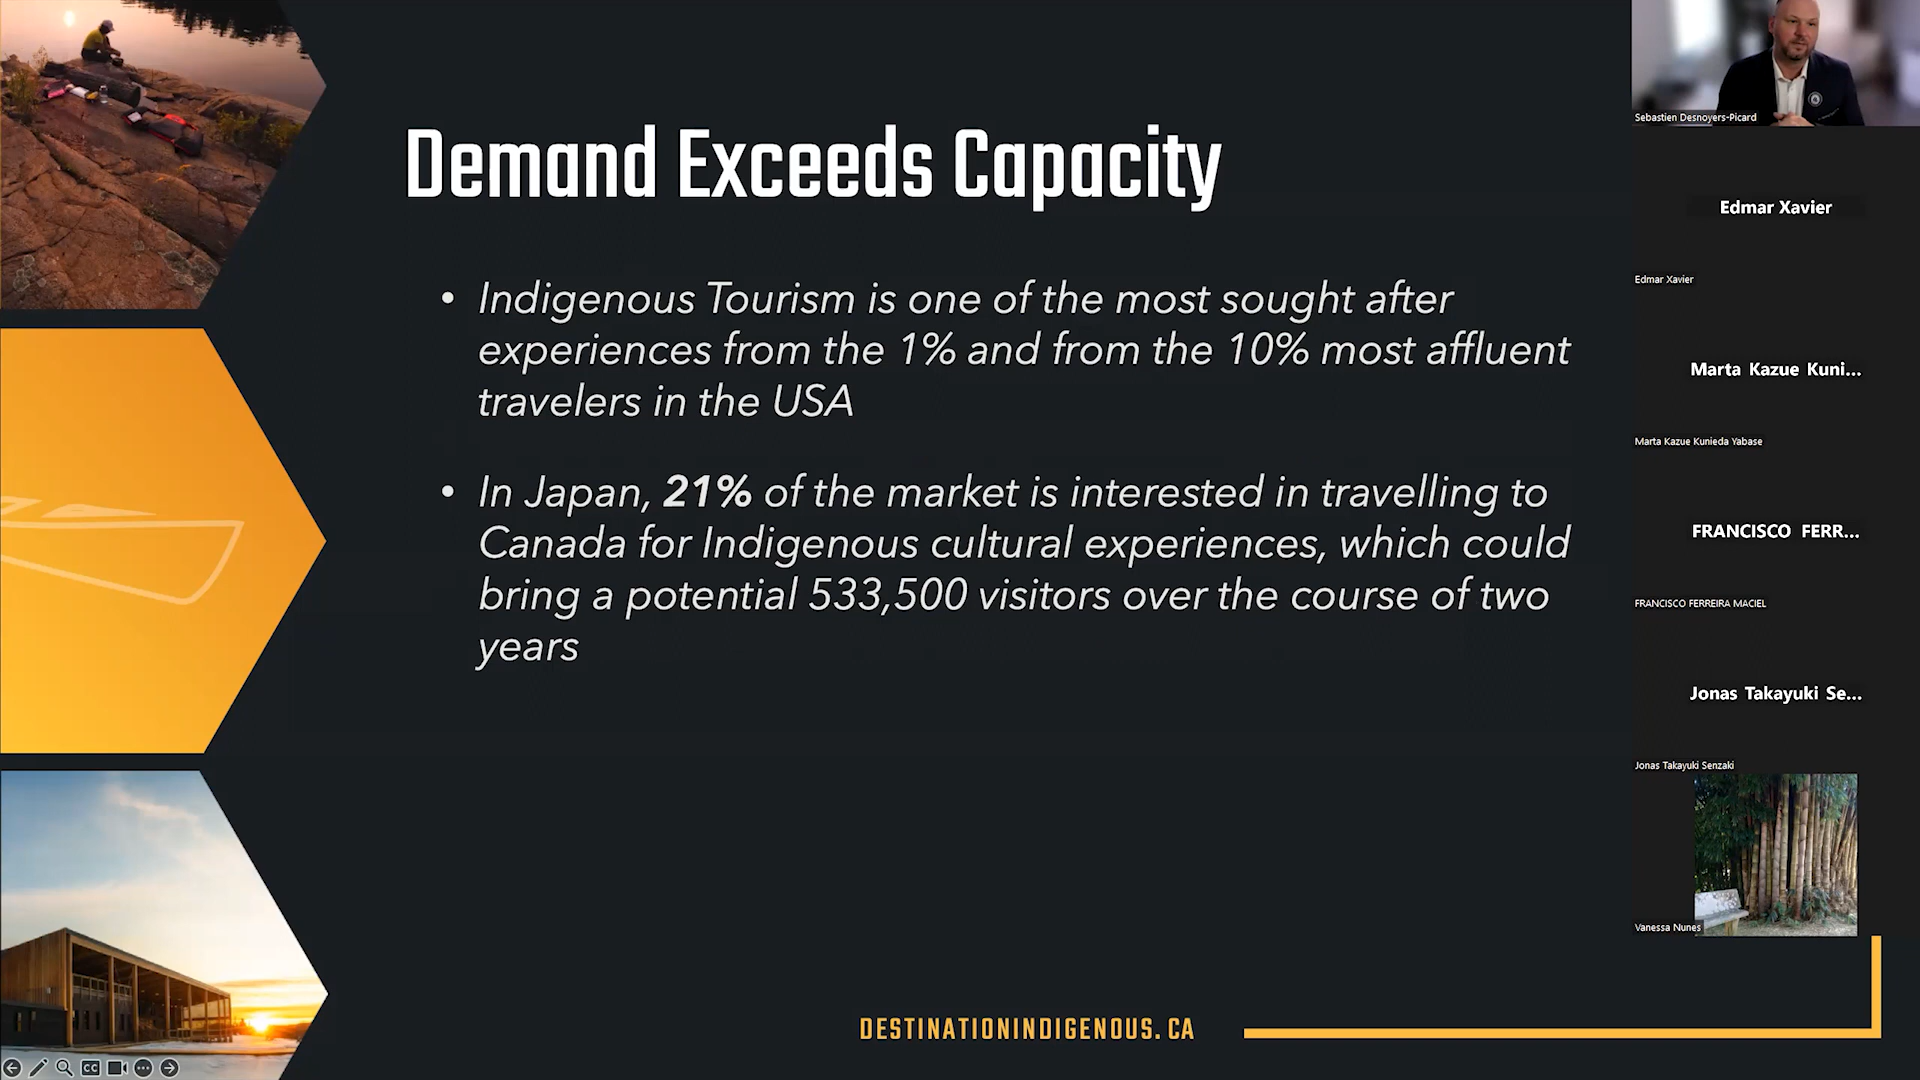 Demand Exceeds Capacity
• Indigenous Tourism is one of the most sought after
experiences from the 1% and from the 10% most affluent
travelers in the USA
• In Japan, 21% of the market is interested in travelling to
Canada for Indigenous cultural experiences, which could
bring a potential 533,500 visitors over the course of two
years
DESTINATIONINDIGENOUS.CA
CC
Sebastien Desnoyers-Picard
Edmar Xavier
Edmar Xavier
Marta Kazue Kuni...
Marta Kazue Kunieda Yabase
FRANCISCO FERR...
FRANCISCO FERREIRA MACIEL
Jonas Takayuki Se...
Jonas Takayuki Senzaki
Vanessa Nunes